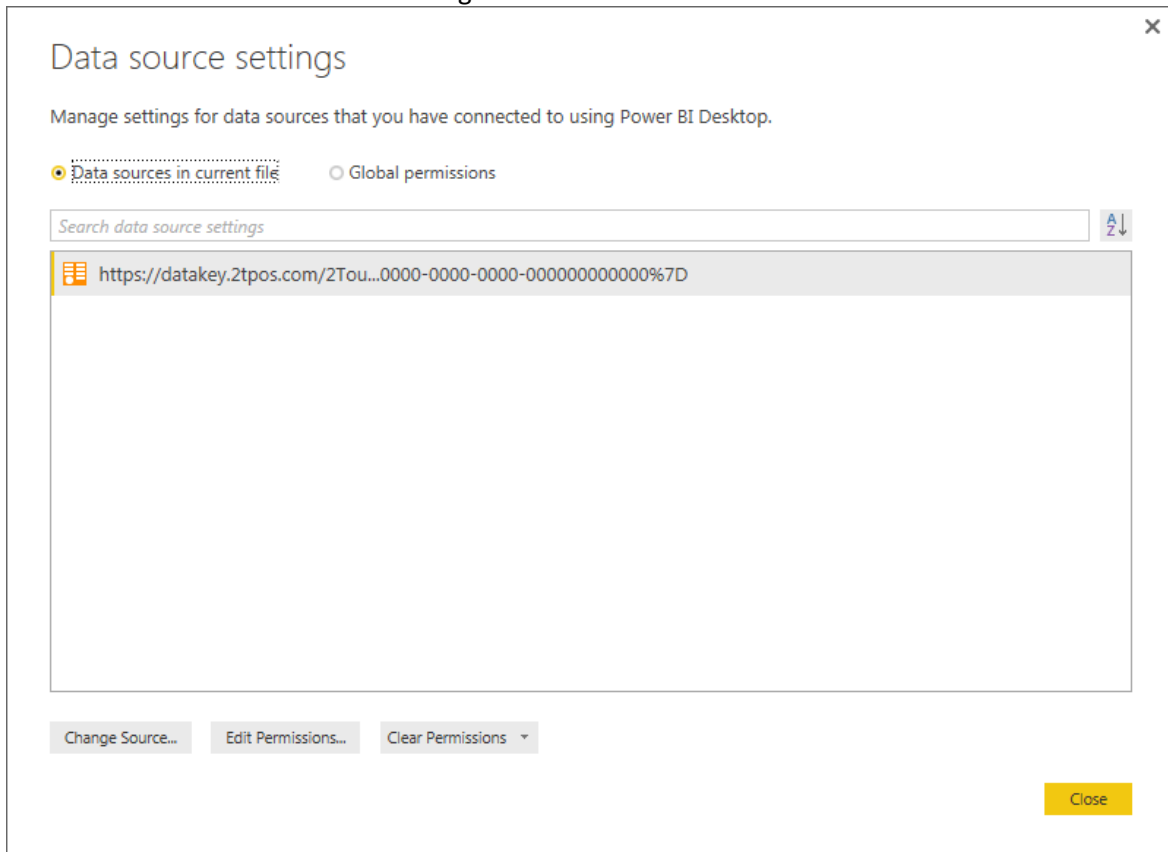 Data source settings
Manage settings for data sources that you have connected to using Power BI Desktop.
Data sources in current file Global permissions
Search data source settings AZ↓
https://datakey.2tpos.com/2Tou...0000-0000-0000-000000000000%7D
Change Source... Edit Permissions... Clear Permissions
Close